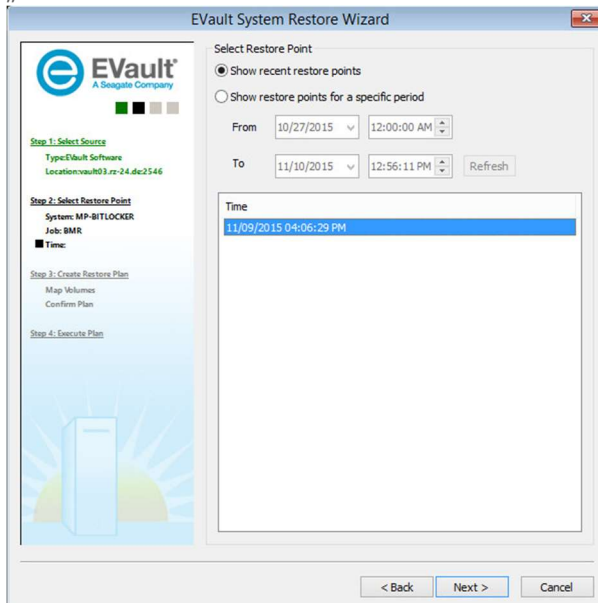 EVault System Restore Wizard
EVault
A Seagate Company
Step 1: Select Source
Type:EVault Software
Location:vault03.rz-24.de:2546
Step 2: Select Restore Point
System: MP-BITLOCKER
Job: BMR
Time:
Step 3: Create Restore Plan
Map Volumes
Confirm Plan
Step 4: Execute Plan
Select Restore Point
Show recent restore points
Show restore points for a specific period
From 10/27/2015 12:00:00 AM
To 11/10/2015 12:56:11 PM Refresh
Time
11/09/2015 04:06:29 PM
< Back Next > Cancel